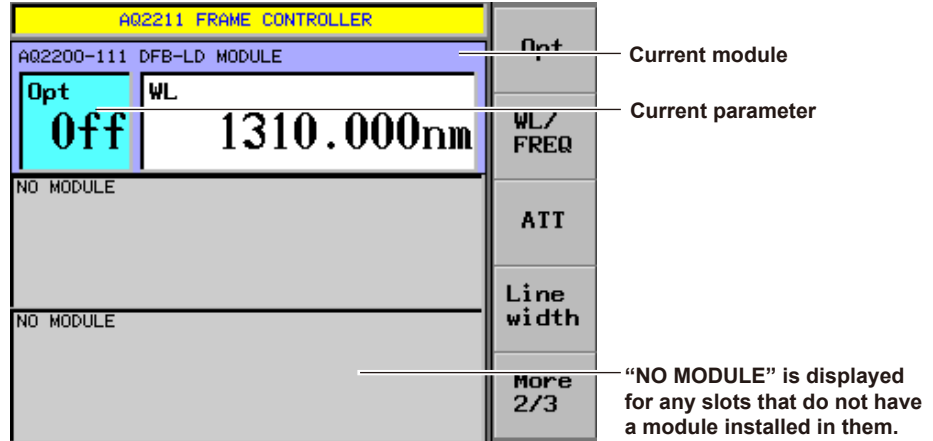 AQ2211 FRAME CONTROLLER
AQ2200-111 DFB-LD MODULE
Opt
Off
WL
1310.000nm
NO MODULE
NO MODULE
Opt
WL/
FREQ
ATT
Line
width
More
2/3
Current module
Current parameter
“NO MODULE” is displayed
for any slots that do not have
a module installed in them.